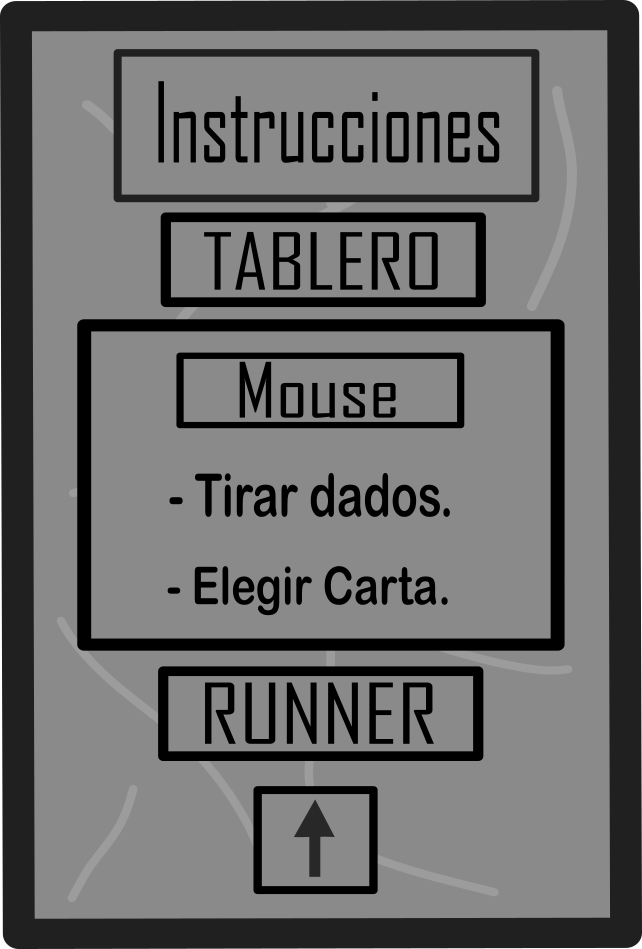 Instrucciones
TABLERO
Mouse
- Tirar dados.
- Elegir Carta.
RUNNER